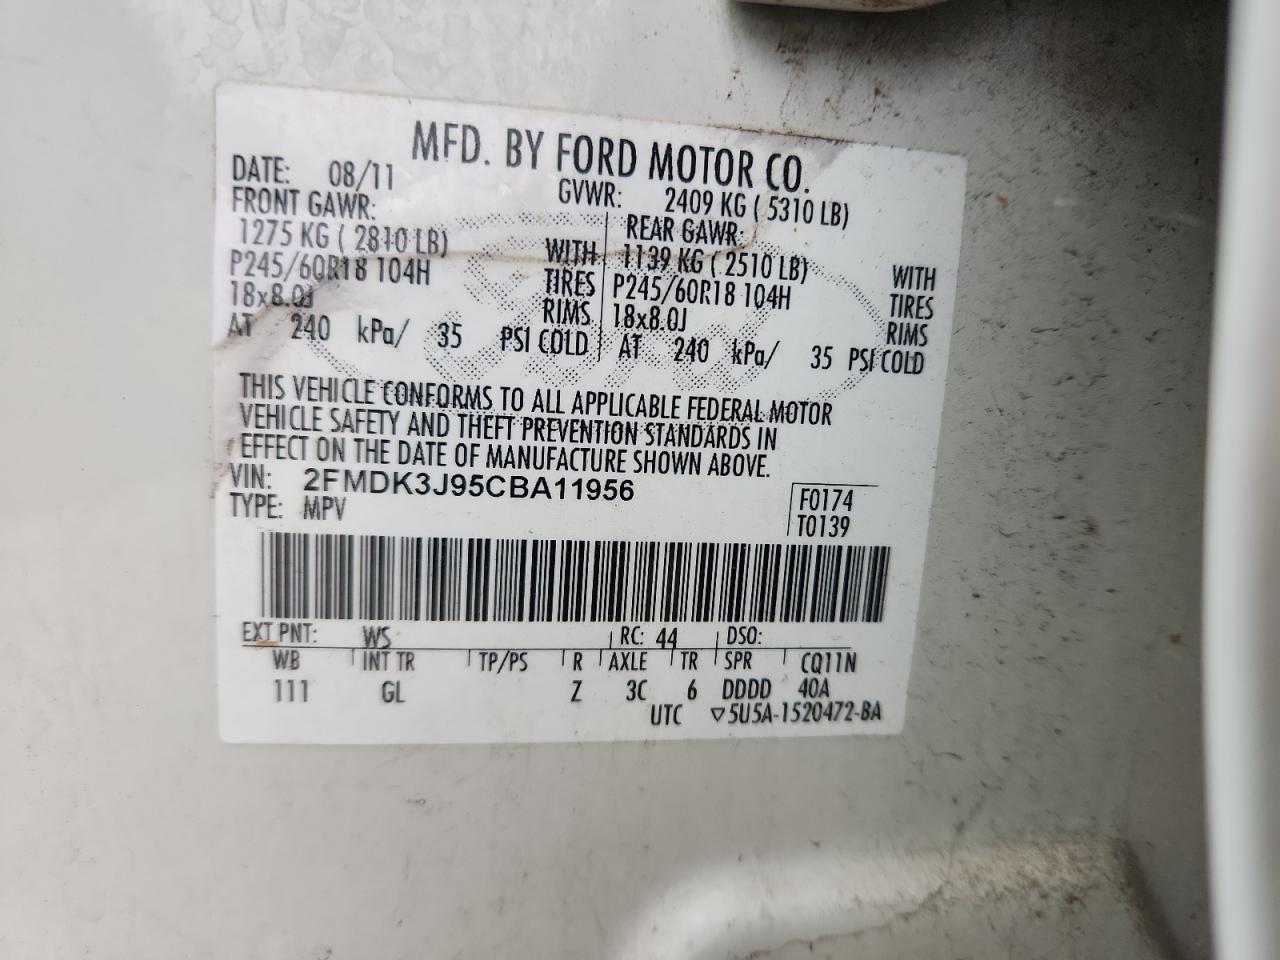 MFD. BY FORD MOTOR CO.
DATE: 08/11 GVWR: 2409 KG ( 5310 LB)
FRONT GAWR: REAR GAWR:
1275 KG ( 2810 LB) WITH 1139 KG ( 2510 LB) WITH
P245/60R18 104H TIRES P245/60R18 104H TIRES
18x8.0J RIMS 18x8.0J RIMS
AT 240 kPa/ 35 PSI COLD AT 240 kPa/ 35 PSI COLD
THIS VEHICLE CONFORMS TO ALL APPLICABLE FEDERAL MOTOR
VEHICLE SAFETY AND THEFT PREVENTION STANDARDS IN
EFFECT ON THE DATE OF MANUFACTURE SHOWN ABOVE.
VIN: 2FMDK3J95CBA11956 F0174
TYPE: MPV T0139
EXT PNT: WS RC: 44 DSO:
WB INT TR TP/PS R AXLE TR SPR CQ11N
111 GL Z 3C 6 DDDD 40A
UTC ▽5U5A-1520472-BA